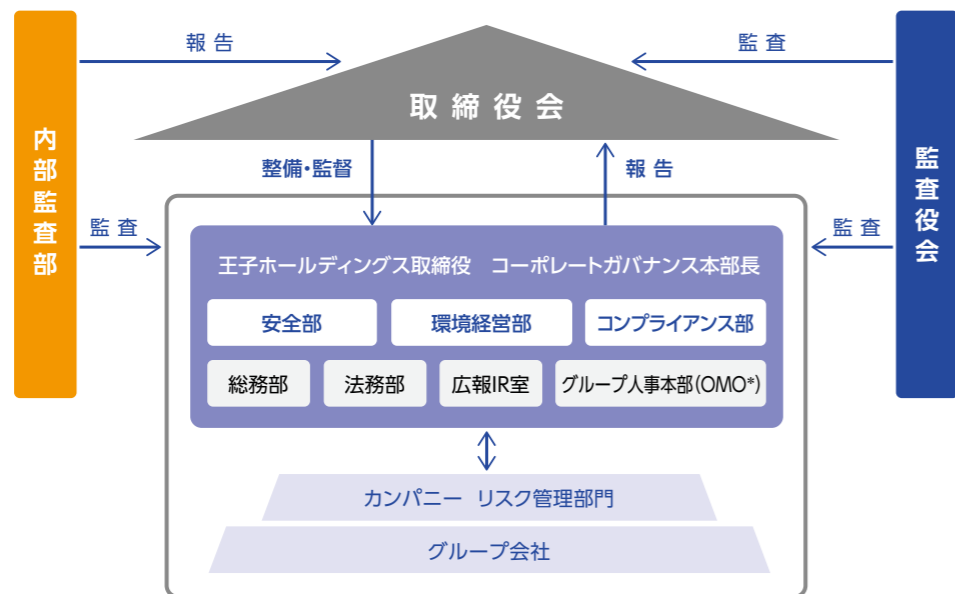 報告
監査
取締役会
内部監査部
監査役会
整備・監督
報告
監査
監査
王子ホールディングス取締役 コーポレートガバナンス本部長
安全部
環境経営部
コンプライアンス部
総務部
法務部
広報IR室
グループ人事本部(OMO*)
カンパニー リスク管理部門
グループ会社